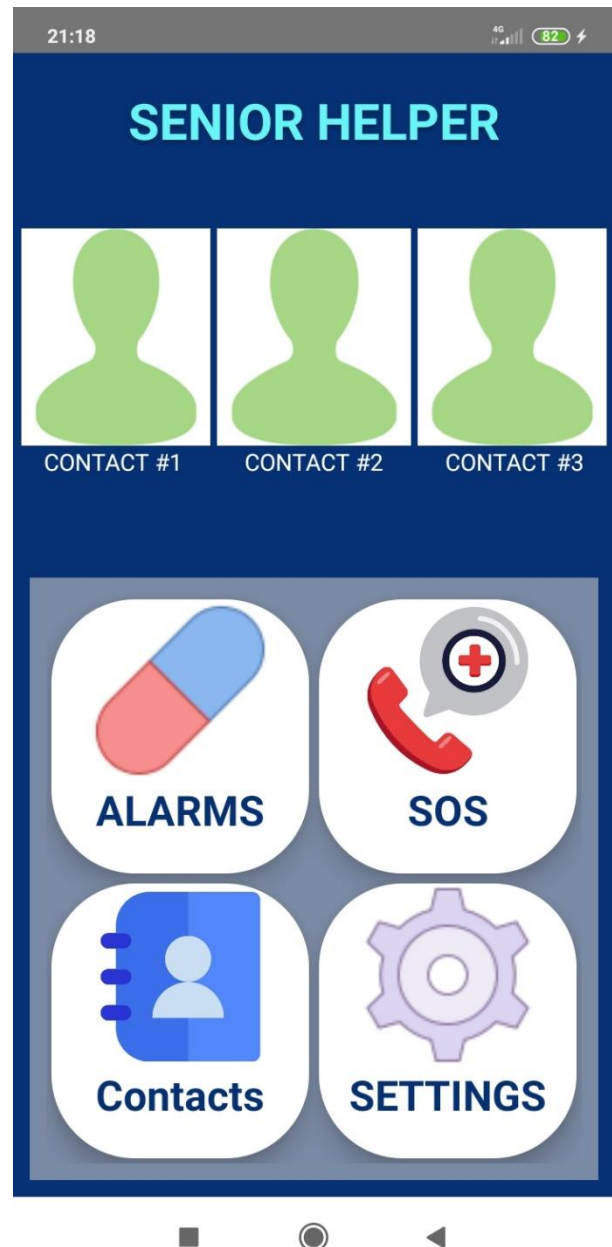 21:18 4G 82
SENIOR HELPER
CONTACT #1 CONTACT #2 CONTACT #3
ALARMS SOS
Contacts SETTINGS